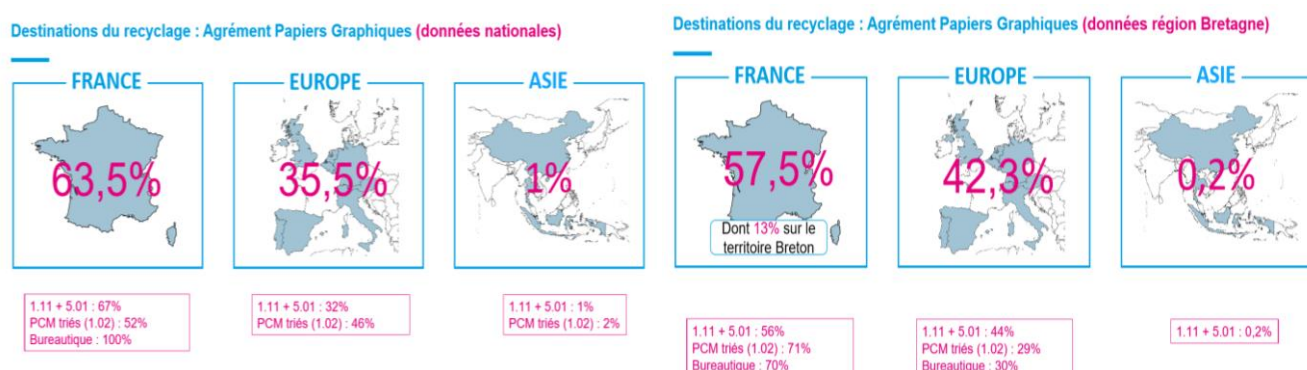 Destinations du recyclage : Agrément Papiers Graphiques (données nationales)
FRANCE
63,5%
1.11 + 5.01 : 67%
PCM triés (1.02) : 52%
Bureautique : 100%
EUROPE
35,5%
1.11 + 5.01 : 32%
PCM triés (1.02) : 46%
ASIE
1%
1.11 + 5.01 : 1%
PCM triés (1.02) : 2%
Destinations du recyclage : Agrément Papiers Graphiques (données région Bretagne)
FRANCE
57,5%
Dont 13% sur le
territoire Breton
1.11 + 5.01 : 56%
PCM triés (1.02) : 71%
Bureautique : 70%
EUROPE
42,3%
1.11 + 5.01 : 44%
PCM triés (1.02) : 29%
Bureautique : 30%
ASIE
0,2%
1.11 + 5.01 : 0,2%